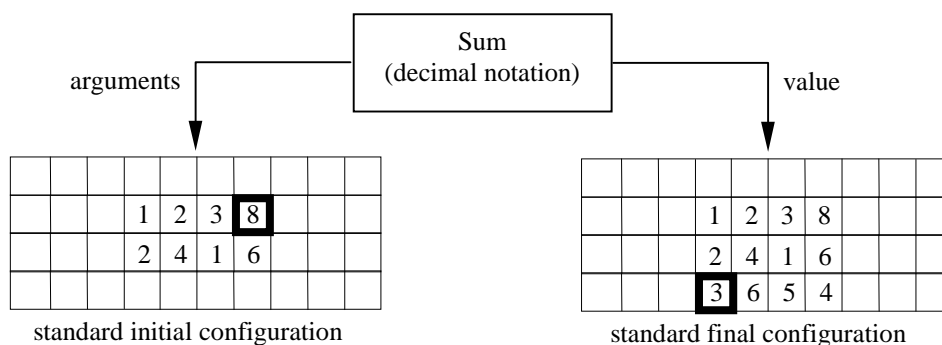 Sum
(decimal notation)
arguments
value
1 2 3 8
2 4 1 6
standard initial configuration
1 2 3 8
2 4 1 6
3 6 5 4
standard final configuration